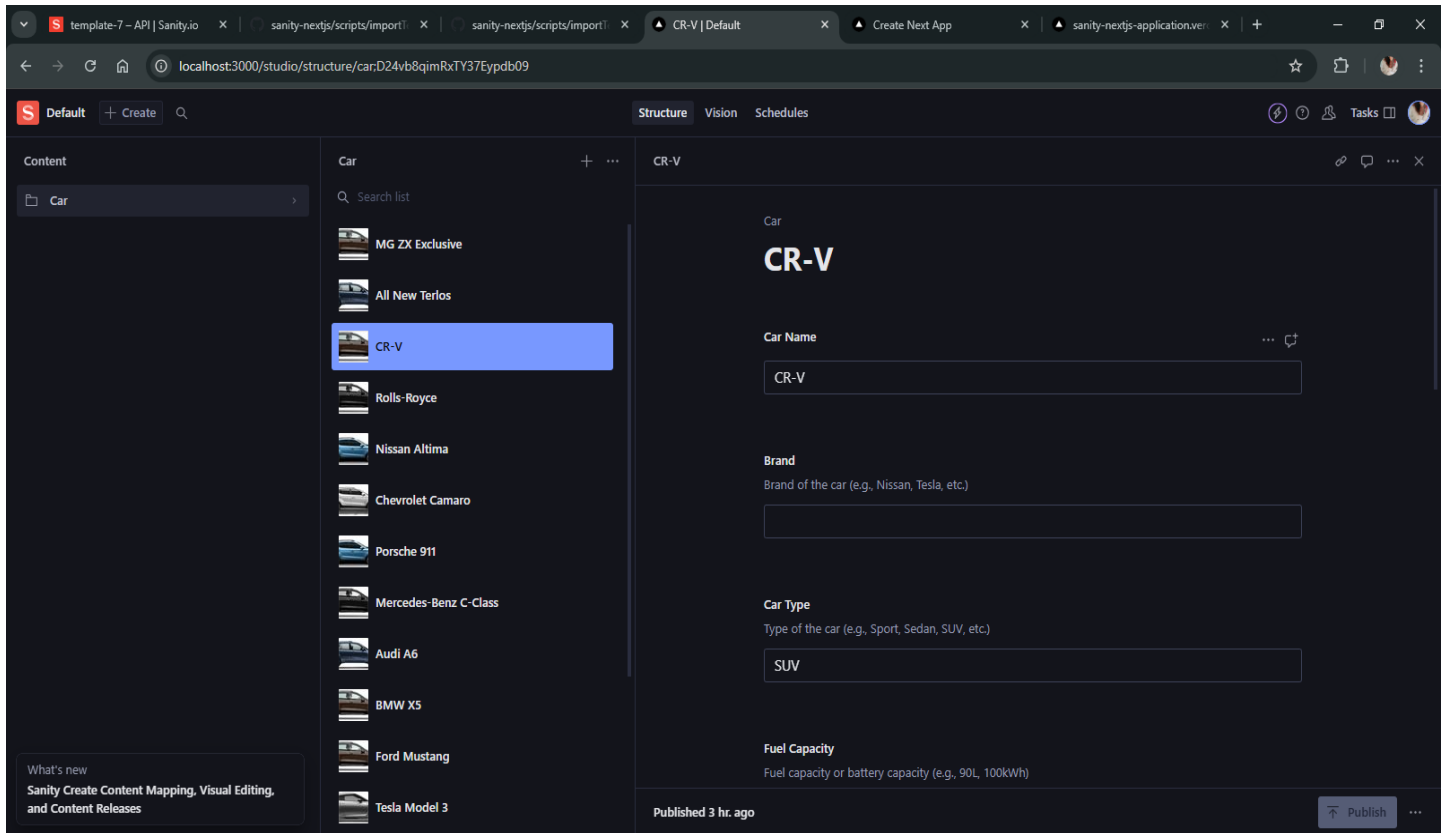 template-7 – API | Sanity.io
sanity-nextjs/scripts/importT
sanity-nextjs/scripts/importT
CR-V | Default
Create Next App
sanity-nextjs-application.verc
localhost:3000/studio/structure/car;D24vb8qimRxTY37Eypdb09
S
Default
Create
Structure
Vision
Schedules
Tasks
Content
Car
What's new
Sanity Create Content Mapping, Visual Editing,
and Content Releases
Car
Search list
MG ZX Exclusive
All New Terlos
CR-V
Rolls-Royce
Nissan Altima
Chevrolet Camaro
Porsche 911
Mercedes-Benz C-Class
Audi A6
BMW X5
Ford Mustang
Tesla Model 3
CR-V
Car
CR-V
Car Name
CR-V
Brand
Brand of the car (e.g., Nissan, Tesla, etc.)
Car Type
Type of the car (e.g., Sport, Sedan, SUV, etc.)
SUV
Fuel Capacity
Fuel capacity or battery capacity (e.g., 90L, 100kWh)
Published 3 hr. ago
Publish